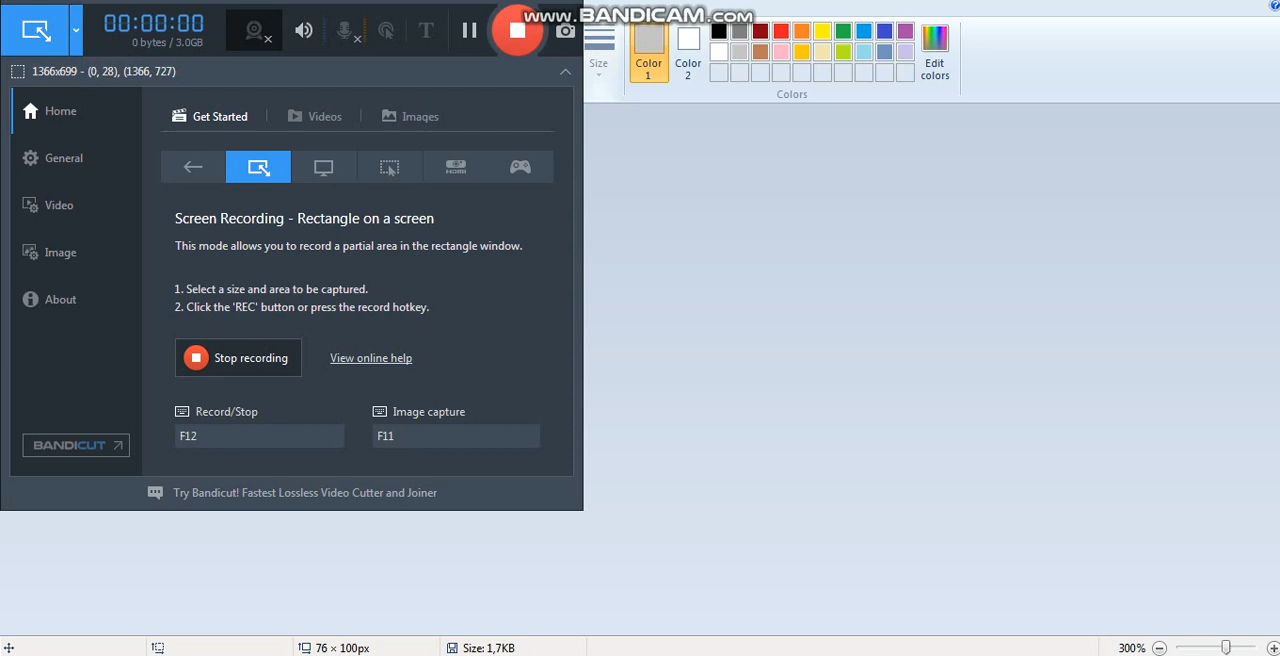 www.BANDICAM.com
00:00:00
0 bytes / 3.0GB
T
1366x699 - (0, 28), (1366, 727)
Home
General
Video
Image
About
BANDICUT
Get Started
Videos
Images
HDMI
Screen Recording - Rectangle on a screen
This mode allows you to record a partial area in the rectangle window.
1. Select a size and area to be captured.
2. Click the 'REC' button or press the record hotkey.
Stop recording
View online help
Record/Stop
Image capture
F12
F11
Try Bandicut! Fastest Lossless Video Cutter and Joiner
Size
Color 1
Color 2
Edit colors
Colors
76 × 100px
Size: 1,7KB
300%